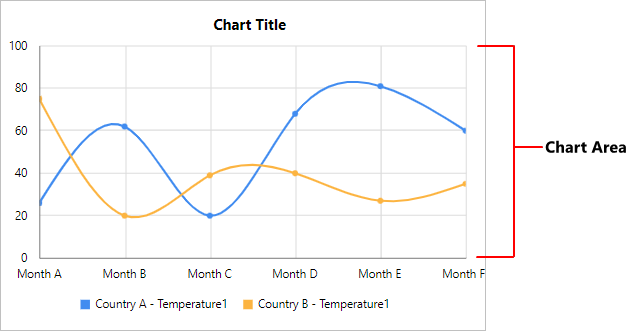 Chart Title
100
80
60
40
20
0
Month A Month B Month C Month D Month E Month F
Country A - Temperature1 Country B - Temperature1
Chart Area